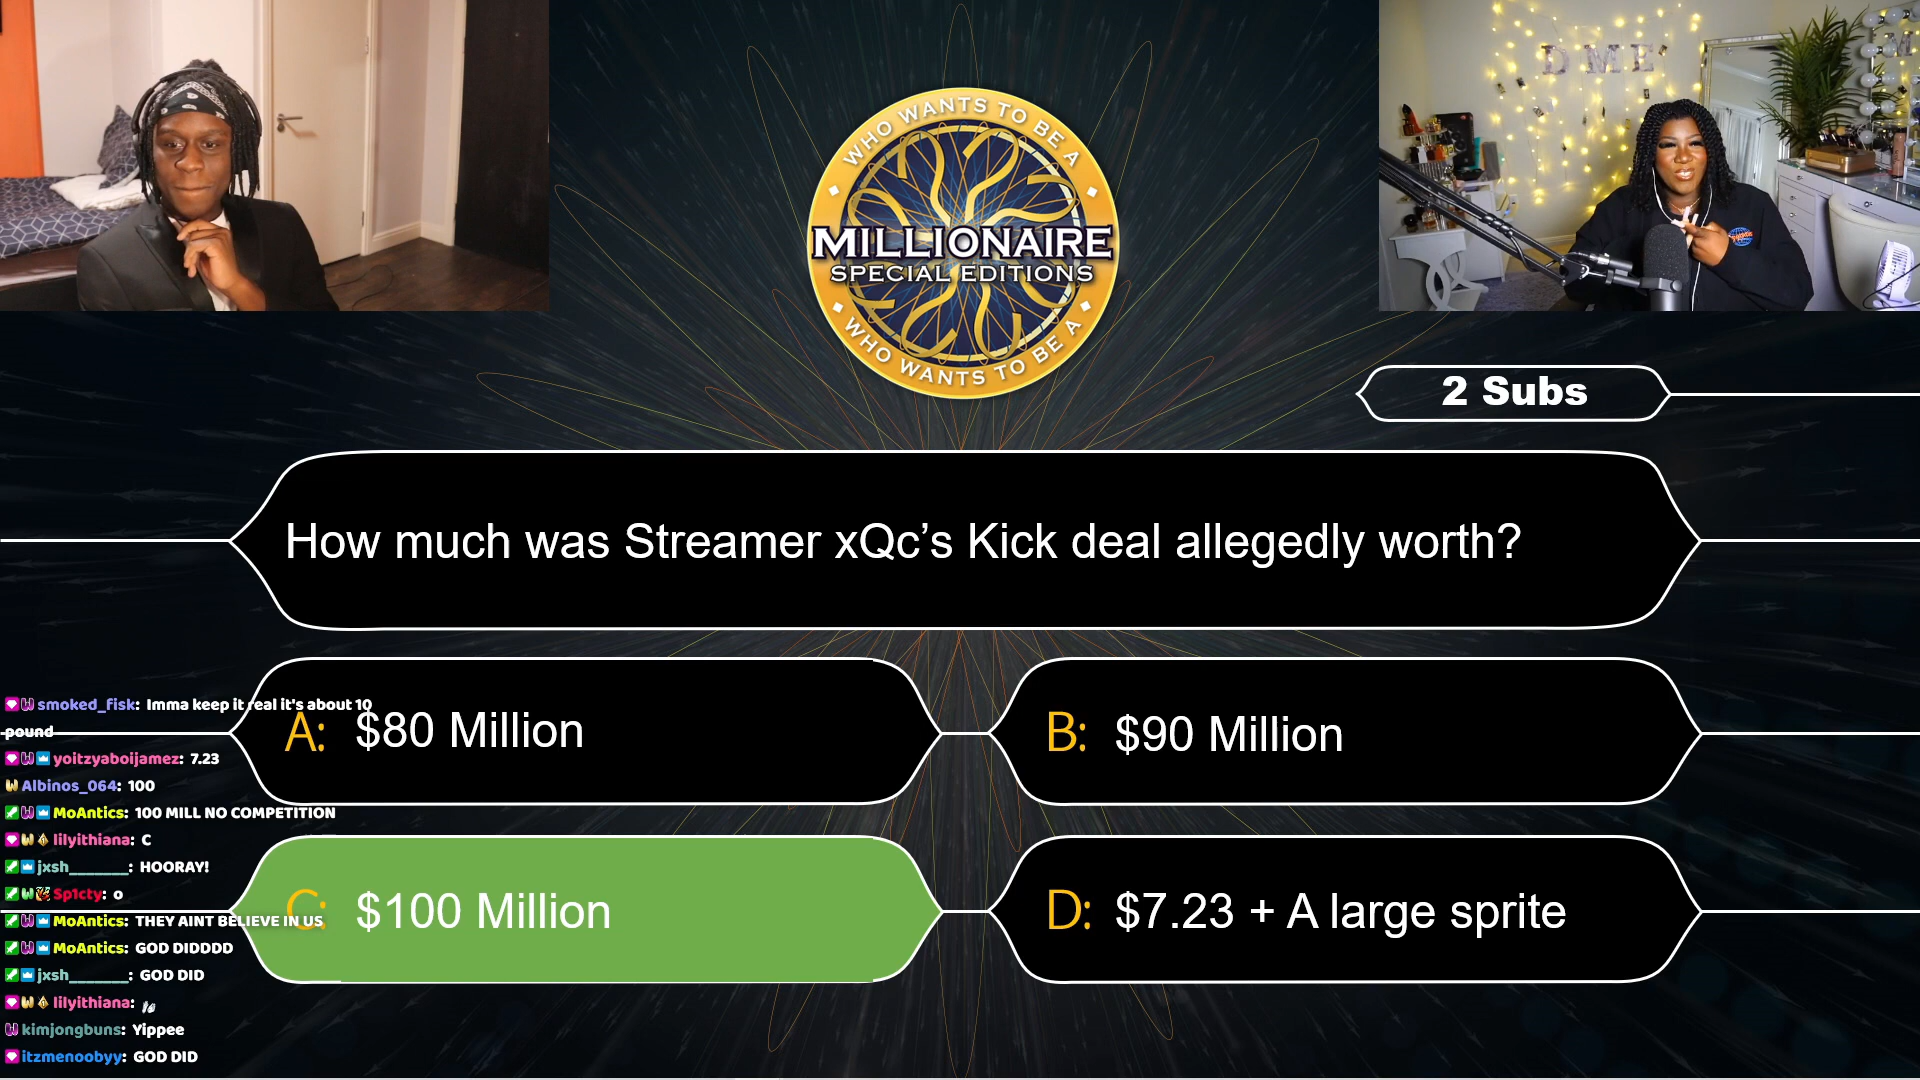 DME
WHO WANTS TO BE A
MILLIONAIRE
SPECIAL EDITIONS
WHO WANTS TO BE A
2 Subs
How much was Streamer xQc’s Kick deal allegedly worth?
A: $80 Million
B: $90 Million
C: $100 Million
D: $7.23 + A large sprite
smoked_fisk: Imma keep it real it's about 10
pound
yoitzyaboijamez: 7.23
Albinos_064: 100
MoAntics: 100 MILL NO COMPETITION
lilyithiana: C
jxsh_______: HOORAY!
Sp1cty: o
MoAntics: THEY AINT BELIEVE IN US
MoAntics: GOD DIDDDD
jxsh_______: GOD DID
lilyithiana:
kimjongbuns: Yippee
itzmenoobyy: GOD DID